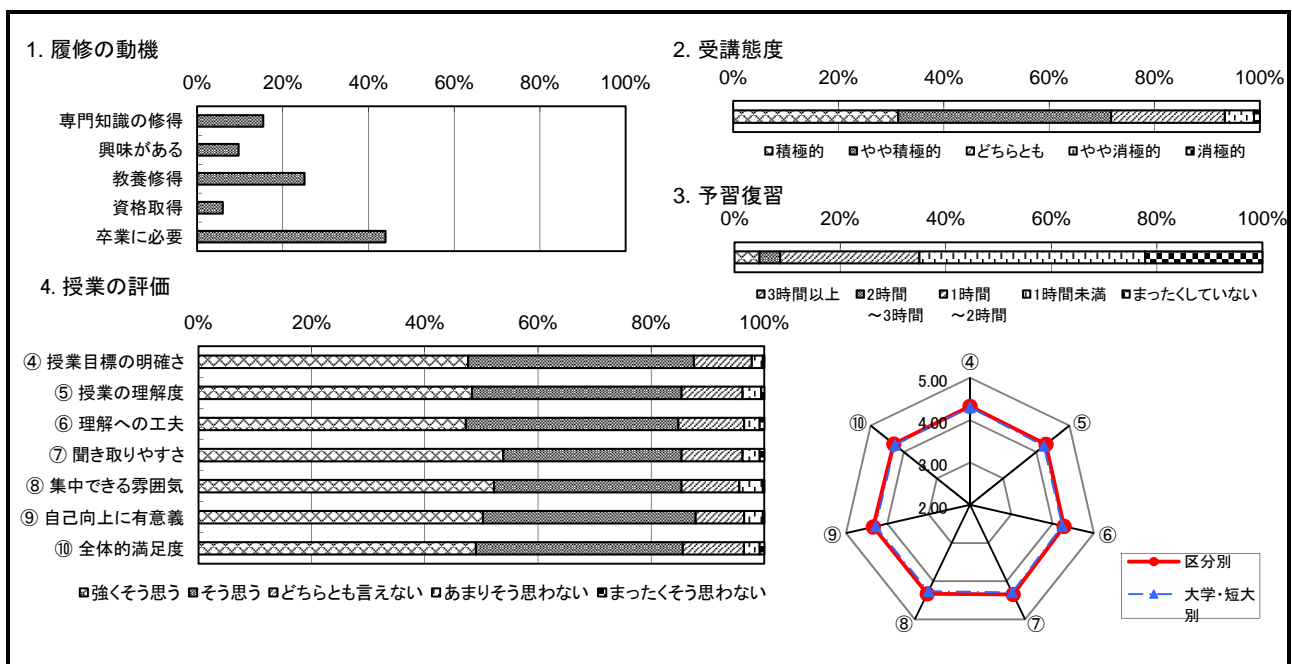 1. 履修の動機
0% 20% 40% 60% 80% 100%
専門知識の修得
興味がある
教養修得
資格取得
卒業に必要
2. 受講態度
0% 20% 40% 60% 80% 100%
積極的 やや積極的 どちらとも やや消極的 消極的
3. 予習復習
0% 20% 40% 60% 80% 100%
3時間以上 2時間～3時間 1時間～2時間 1時間未満 まったくしていない
4. 授業の評価
0% 20% 40% 60% 80% 100%
④ 授業目標の明確さ
⑤ 授業の理解度
⑥ 理解への工夫
⑦ 聞き取りやすさ
⑧ 集中できる雰囲気
⑨ 自己向上に有意義
⑩ 全体的満足度
強くそう思う そう思う どちらとも言えない あまりそう思わない まったくそう思わない
④
5.00
⑩ ⑤
4.00
3.00
2.00
⑨ ⑥
⑧ ⑦
区分別
大学・短大
別